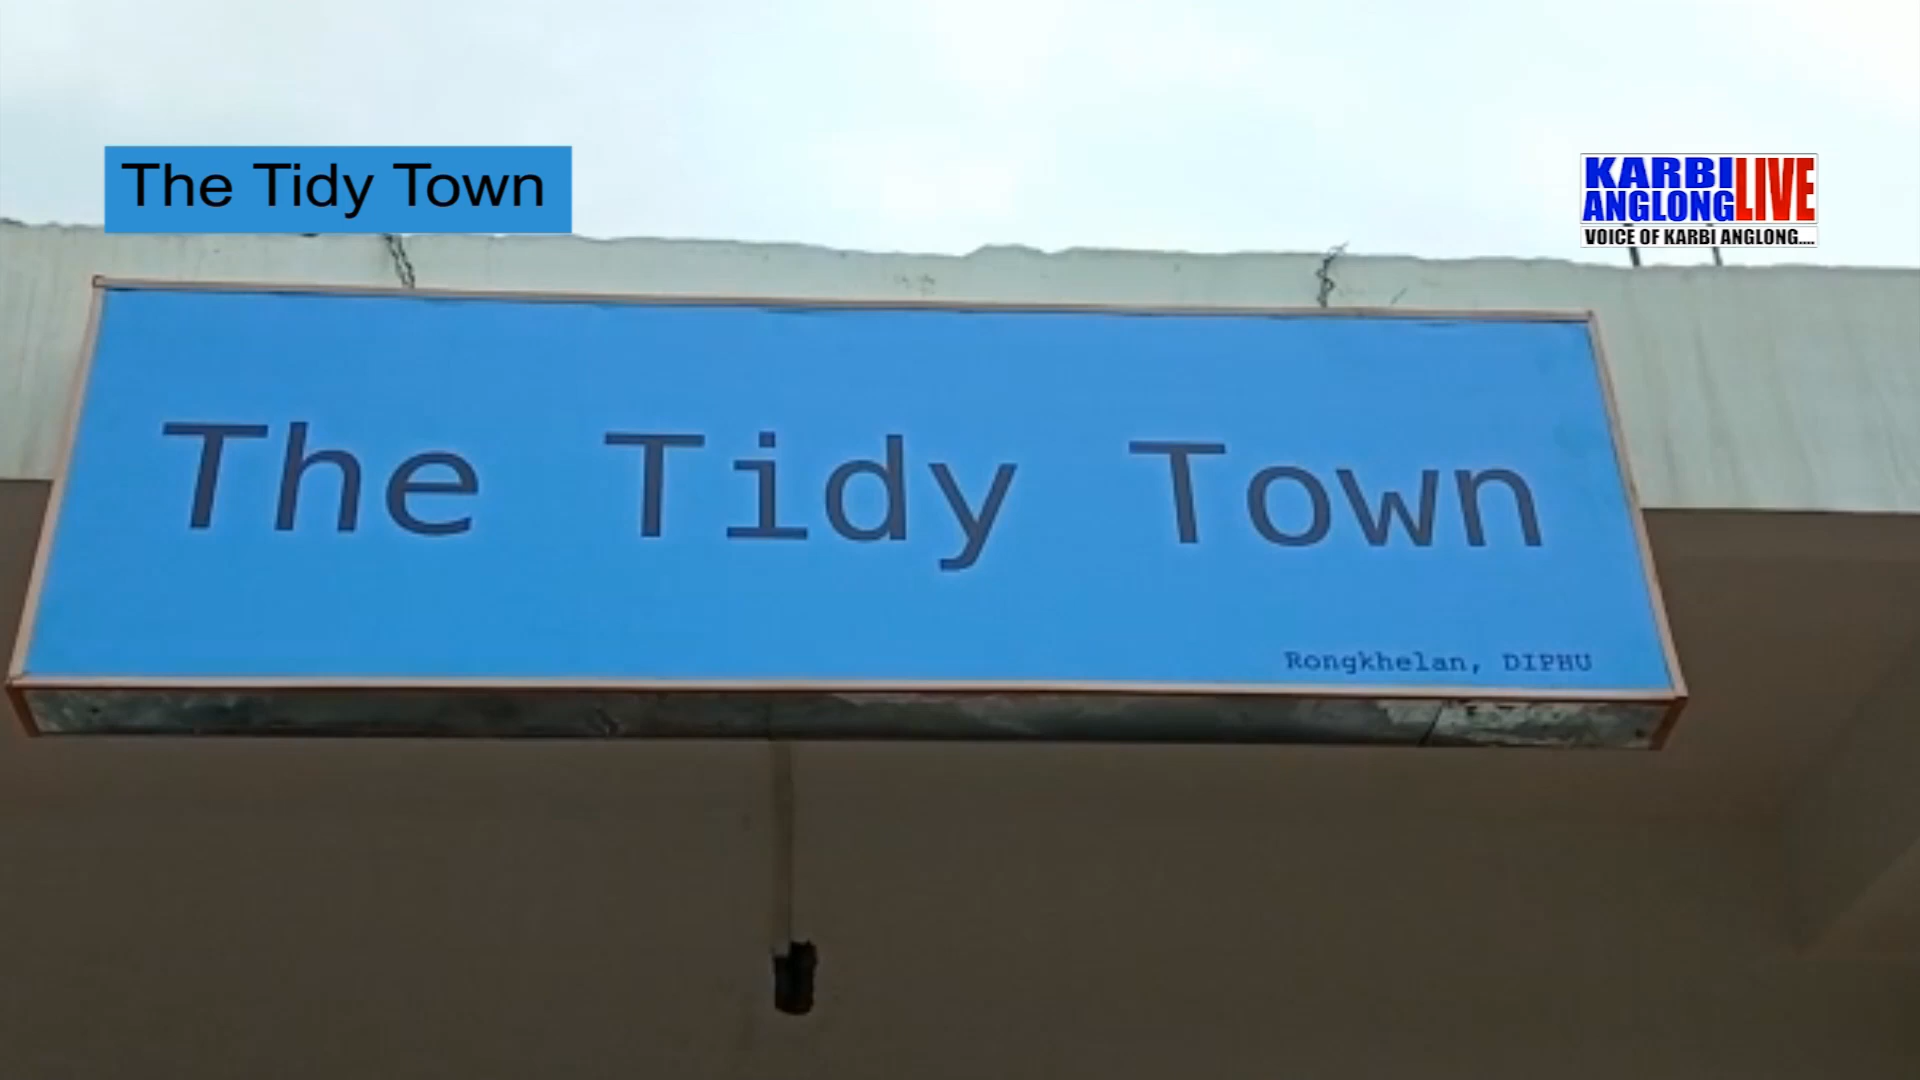 The Tidy Town
KARBI
ANGLONG LIVE
VOICE OF KARBI ANGLONG....
The Tidy Town
Rongkhelan, DIPHU